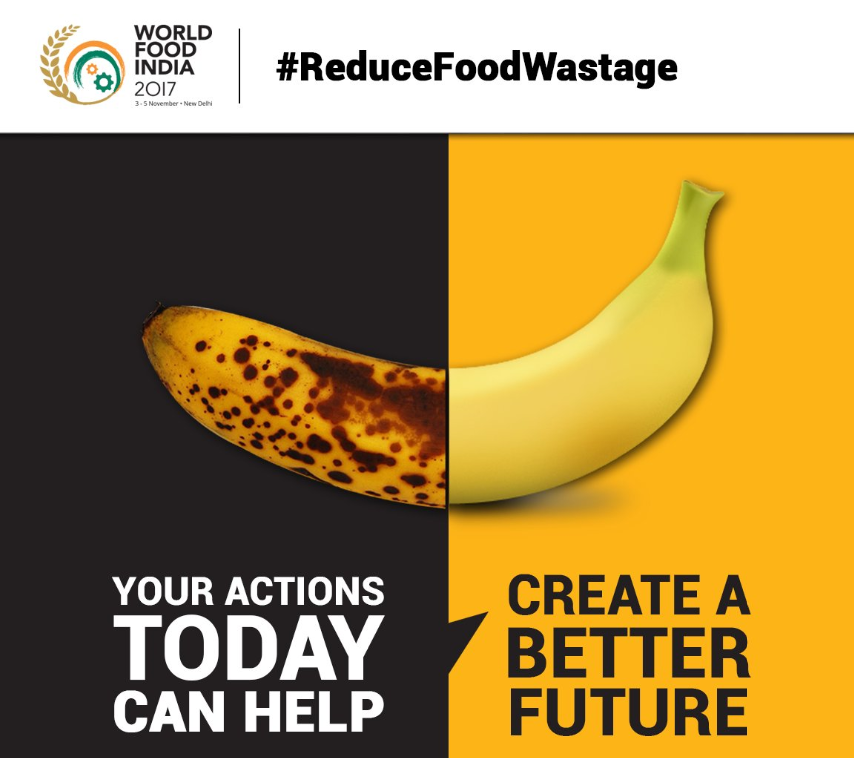 WORLD
FOOD
INDIA
2017
3 - 5 November • New Delhi
#ReduceFoodWastage
YOUR ACTIONS
TODAY
CAN HELP
CREATE A
BETTER
FUTURE